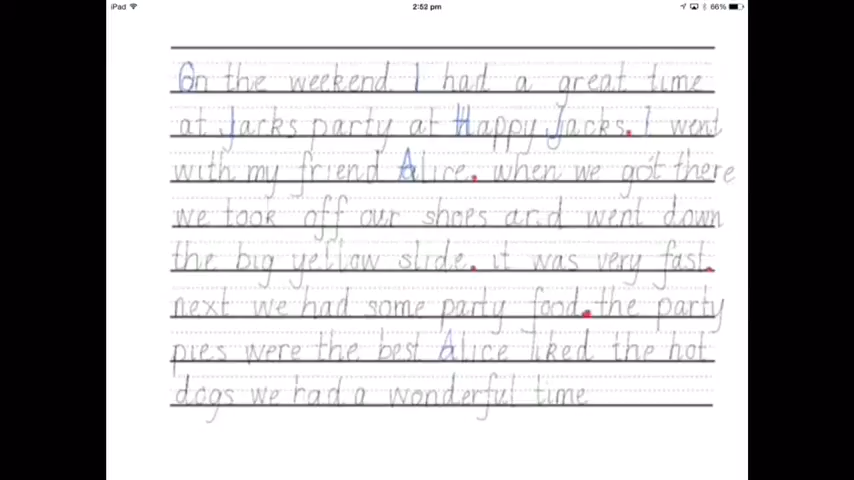 iPad 2:52 pm 66%
On the weekend I had a great time
at Jacks party at Happy Jacks. I went
with my friend Alice. when we got there
we took off our shoes and went down
the big yellow slide. it was very fast.
next we had some party food. the party
pies were the best Alice liked the hot
dogs we had a wonderful time